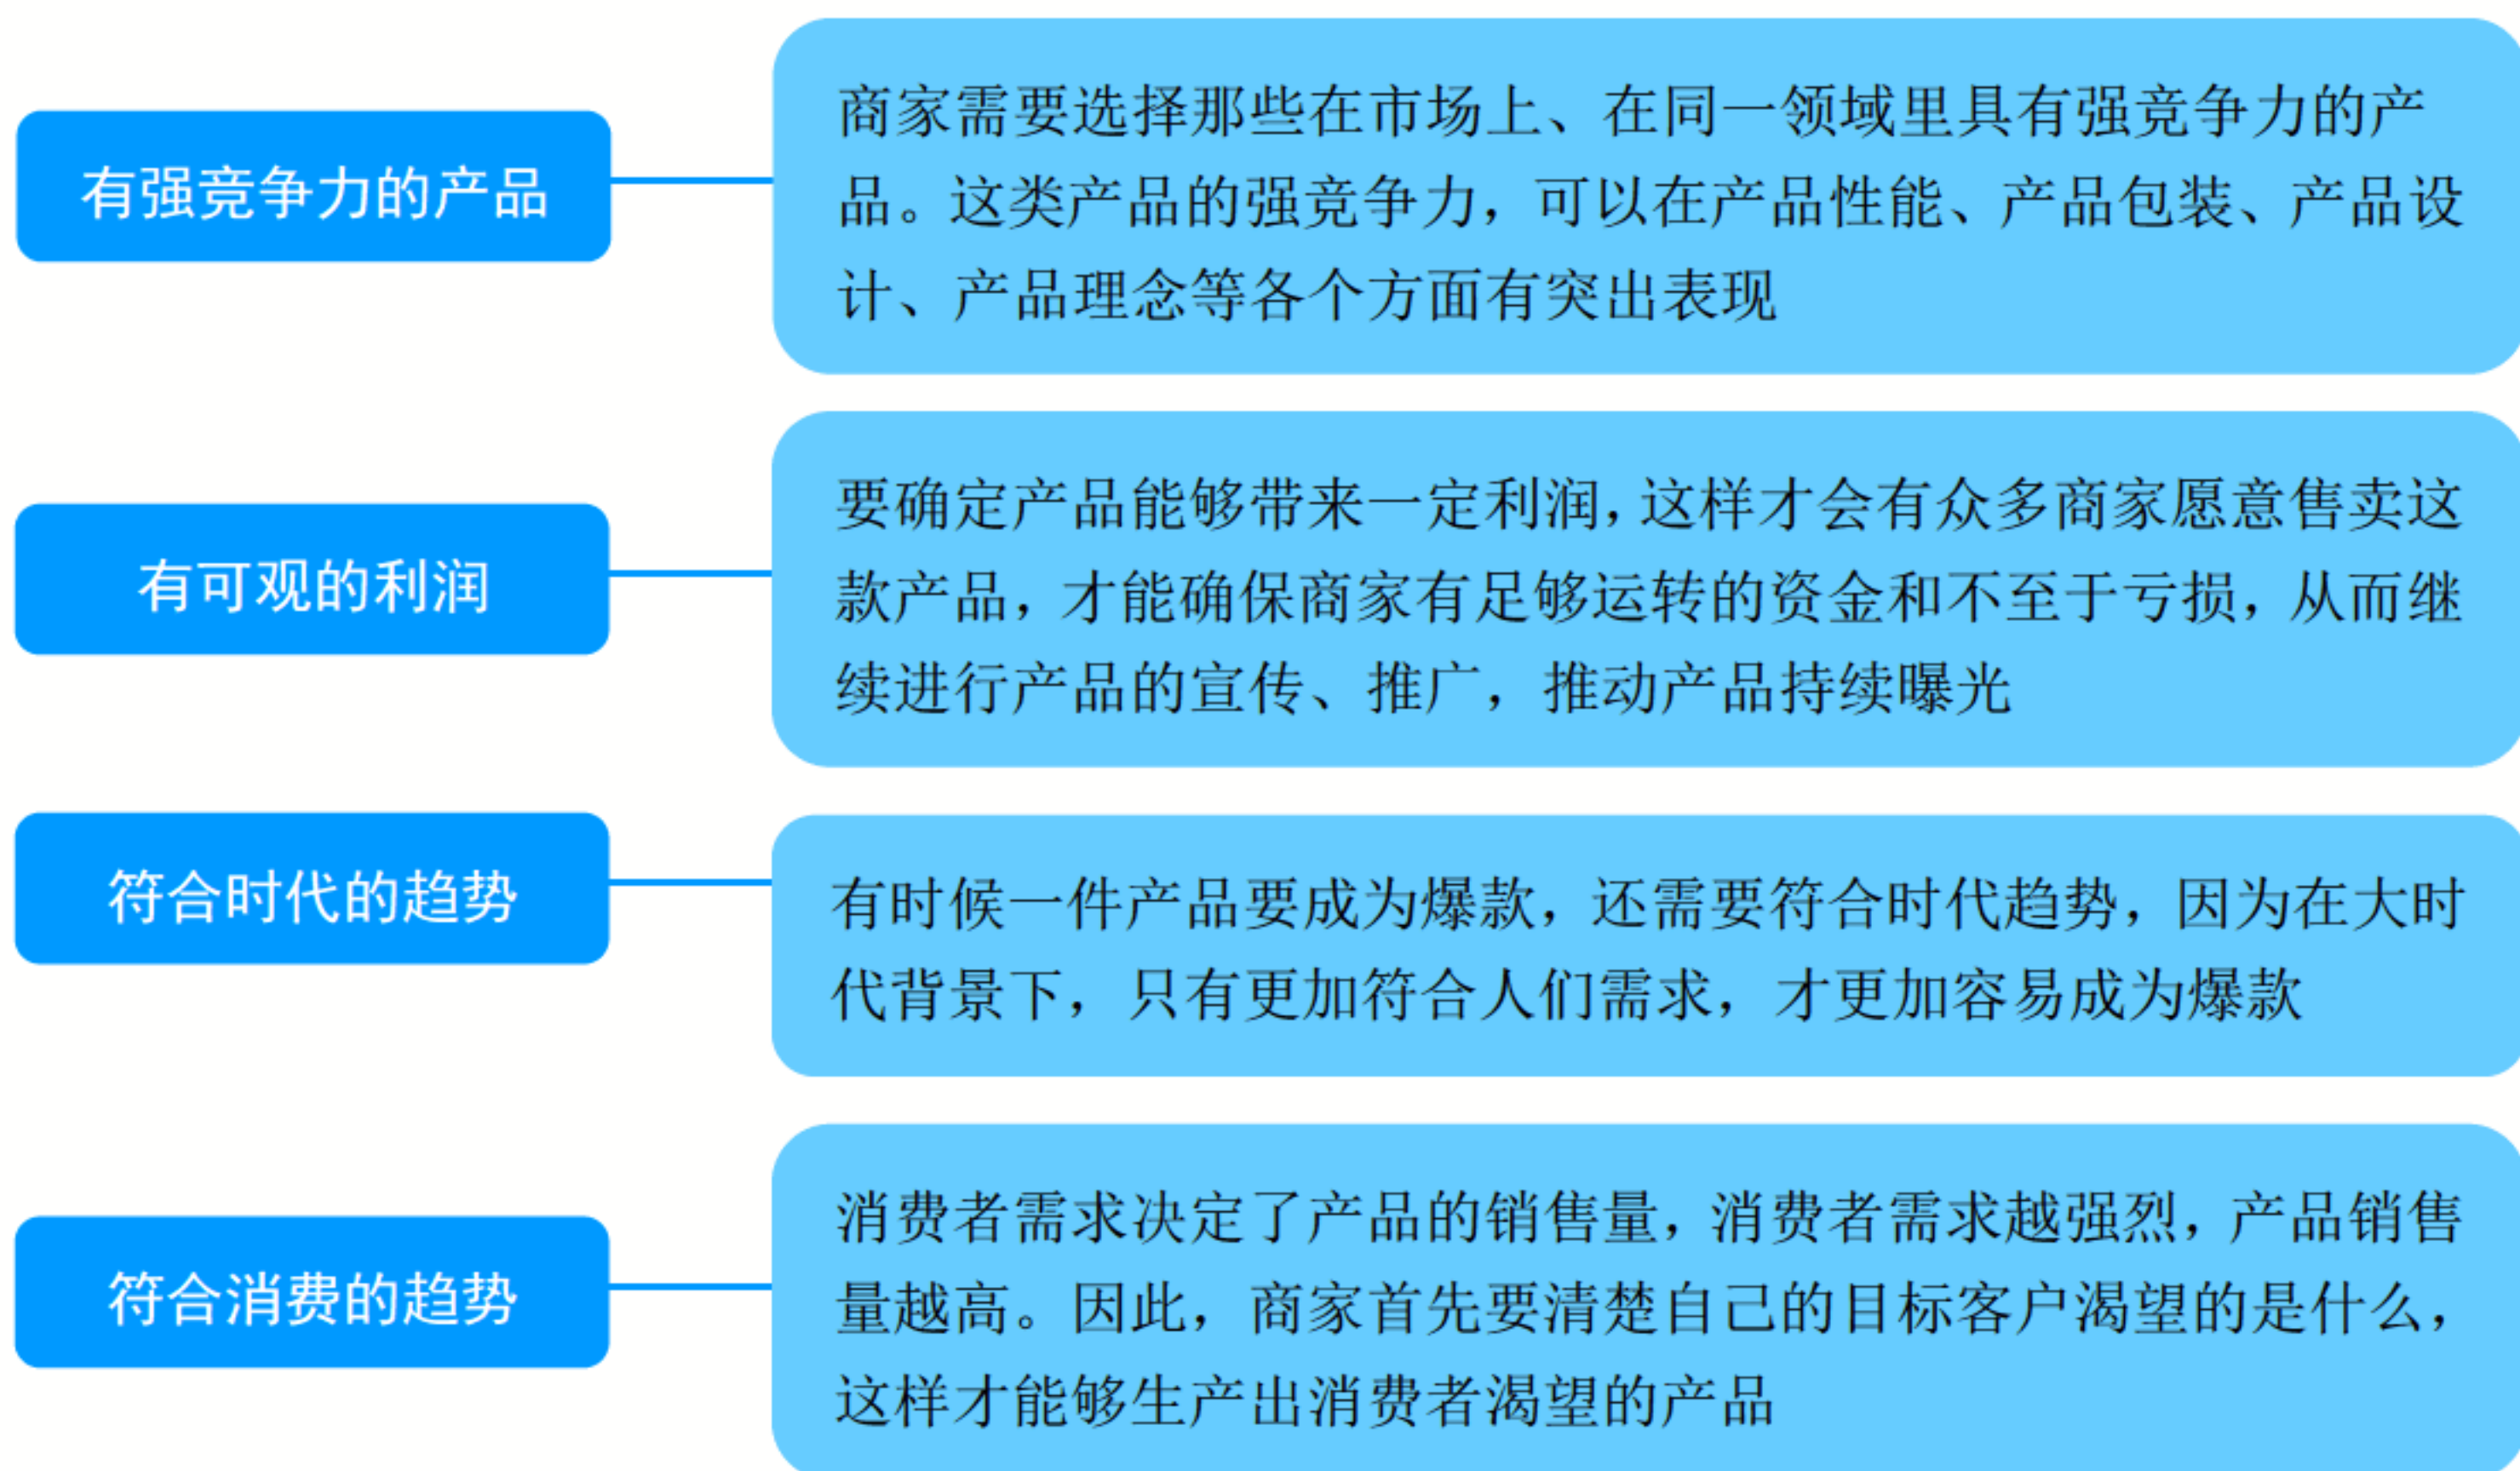 有强竞争力的产品
商家需要选择那些在市场上、在同一领域里具有强竞争力的产
品。这类产品的强竞争力，可以在产品性能、产品包装、产品设
计、产品理念等各个方面有突出表现
有可观的利润
要确定产品能够带来一定利润，这样才会有众多商家愿意售卖这
款产品，才能确保商家有足够运转的资金和不至于亏损，从而继
续进行产品的宣传、推广，推动产品持续曝光
符合时代的趋势
有时候一件产品要成为爆款，还需要符合时代趋势，因为在大时
代背景下，只有更加符合人们需求，才更加容易成为爆款
符合消费的趋势
消费者需求决定了产品的销售量，消费者需求越强烈，产品销售
量越高。因此，商家首先要清楚自己的目标客户渴望的是什么，
这样才能够生产出消费者渴望的产品